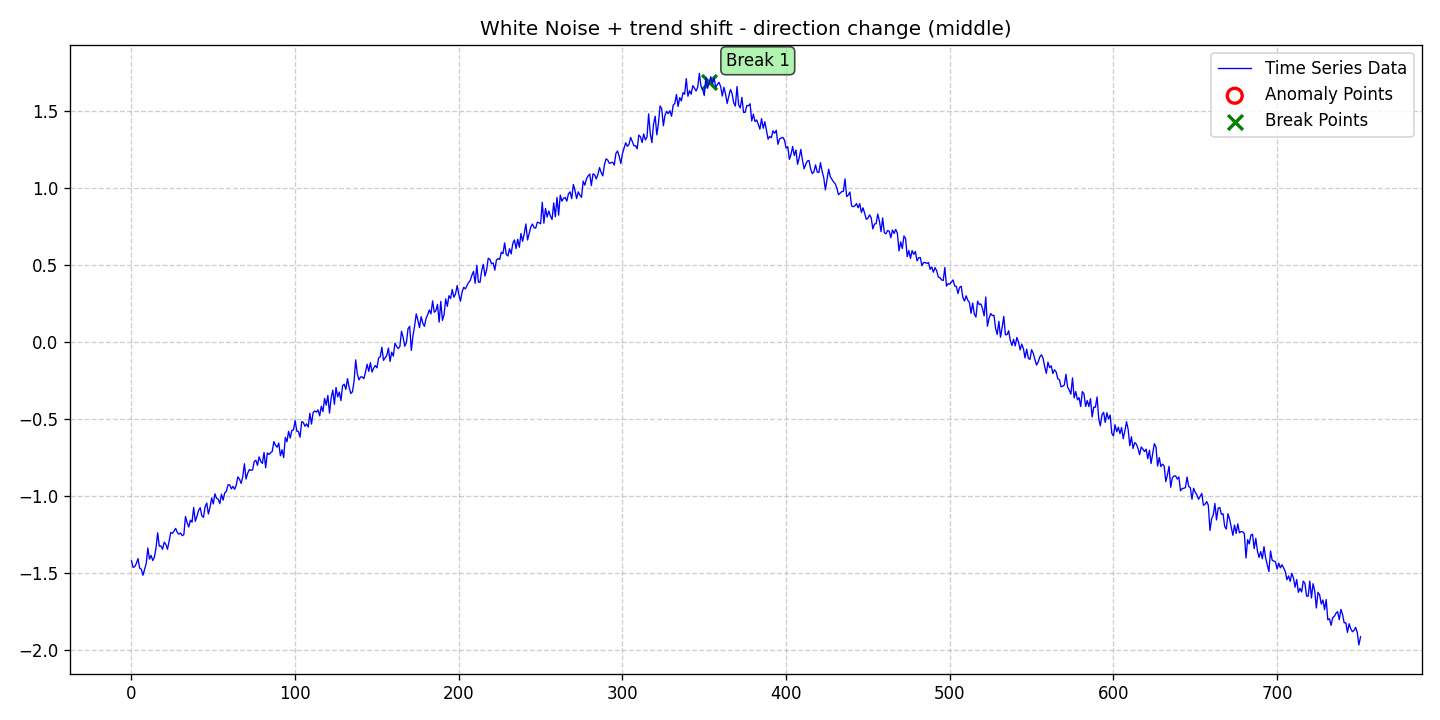 White Noise + trend shift - direction change (middle)
Break 1
Time Series Data
Anomaly Points
Break Points
1.5
1.0
0.5
0.0
−0.5
−1.0
−1.5
−2.0
0 100 200 300 400 500 600 700